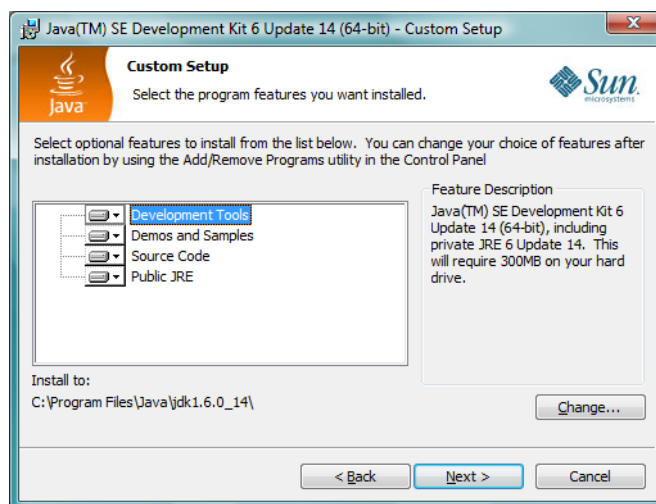 Java(TM) SE Development Kit 6 Update 14 (64-bit) - Custom Setup
Java
Custom Setup
Select the program features you want installed.
Sun
microsystems
Select optional features to install from the list below. You can change your choice of features after
installation by using the Add/Remove Programs utility in the Control Panel
Development Tools
Demos and Samples
Source Code
Public JRE
Feature Description
Java(TM) SE Development Kit 6
Update 14 (64-bit), including
private JRE 6 Update 14. This
will require 300MB on your hard
drive.
Install to:
C:\Program Files\Java\jdk1.6.0_14\
Change...
< Back
Next >
Cancel